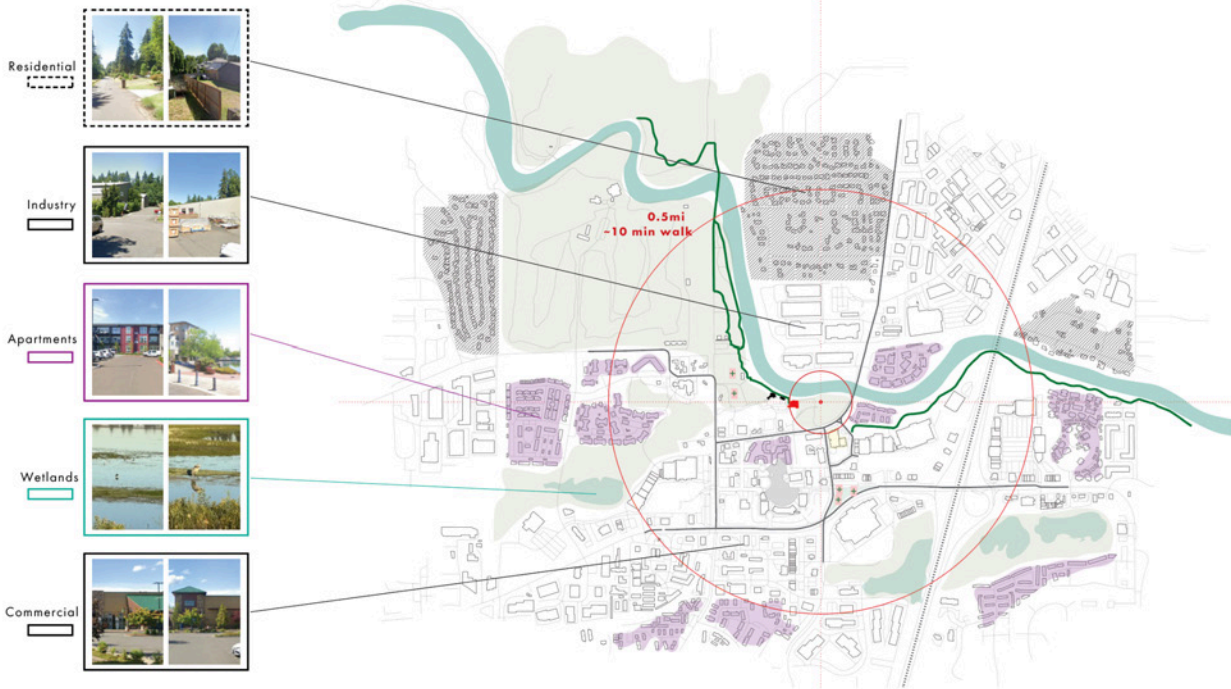 Residential
Industry
Apartments
Wetlands
Commercial
0.5mi
~10 min walk